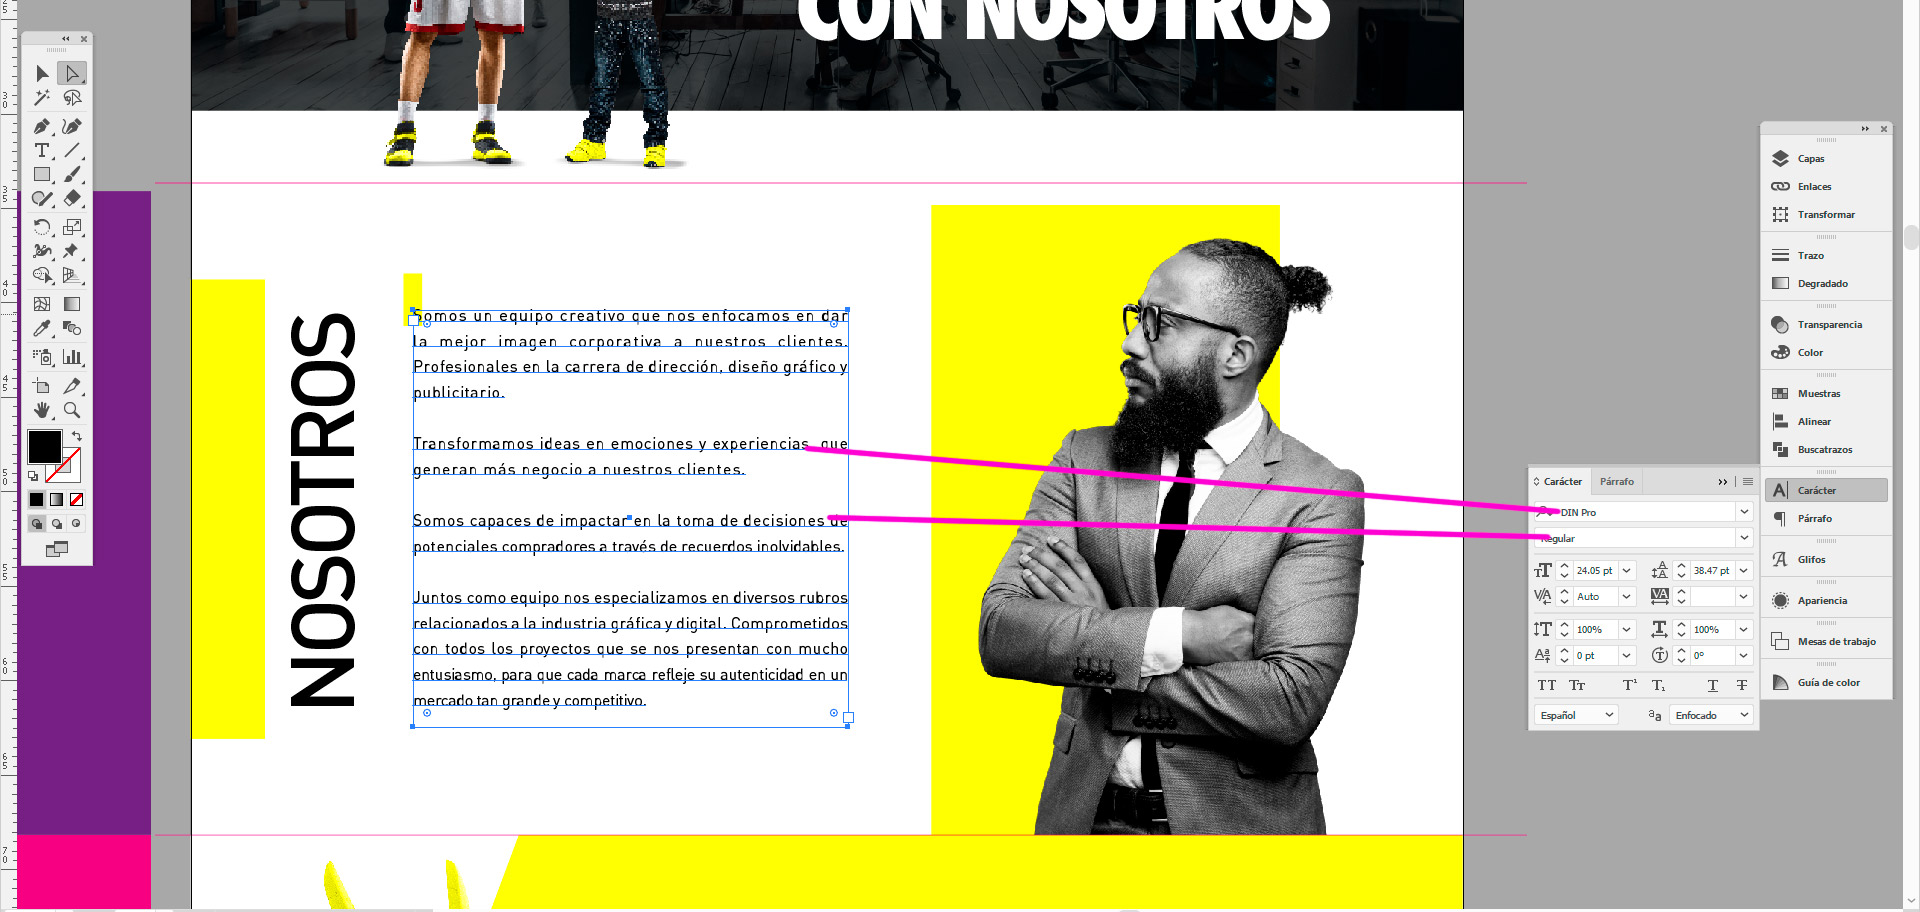 CON NOSOTROS
NOSOTROS
Somos un equipo creativo que nos enfocamos en dar
la mejor imagen corporativa a nuestros clientes.
Profesionales en la carrera de dirección, diseño gráfico y
publicitario.
Transformamos ideas en emociones y experiencias, que
generan más negocio a nuestros clientes.
Somos capaces de impactar en la toma de decisiones de
potenciales compradores a través de recuerdos inolvidables.
Juntos como equipo nos especializamos en diversos rubros
relacionados a la industria gráfica y digital. Comprometidos
con todos los proyectos que se nos presentan con mucho
entusiasmo, para que cada marca refleje su autenticidad en un
mercado tan grande y competitivo.
Carácter
Párrafo
DIN Pro
Regular
24.05 pt
38.47 pt
Auto
100%
100%
0 pt
0°
Español
Enfocado
Capas
Enlaces
Transformar
Trazo
Degradado
Transparencia
Color
Muestras
Alinear
Buscatrazos
Carácter
Párrafo
Glifos
Apariencia
Mesas de trabajo
Guía de color